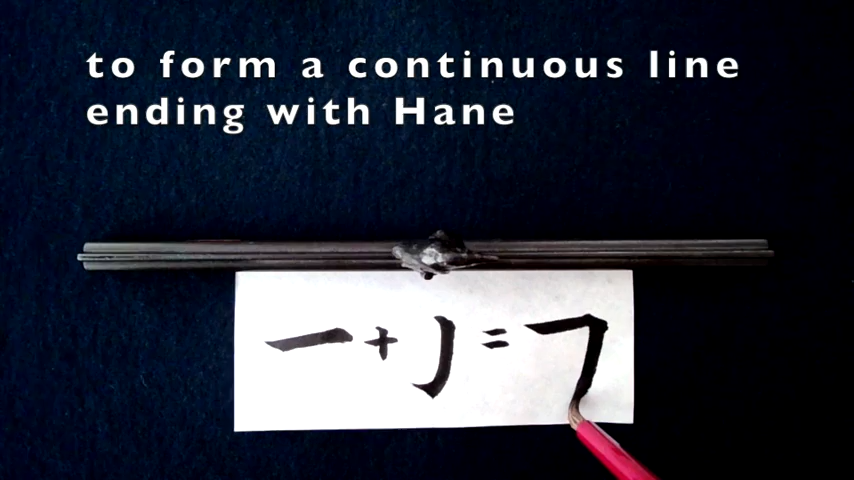 to form a continuous line
ending with Hane
一 + 亅 = ㇆